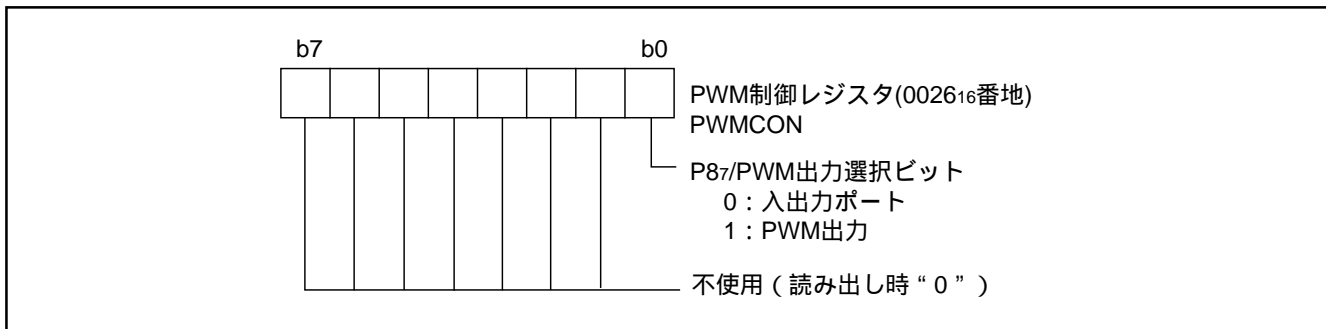 b7 b0
PWM制御レジスタ(002616番地)
PWMCON
P87/PWM出力選択ビット
0：入出力ポート
1：PWM出力
不使用（読み出し時“0”）